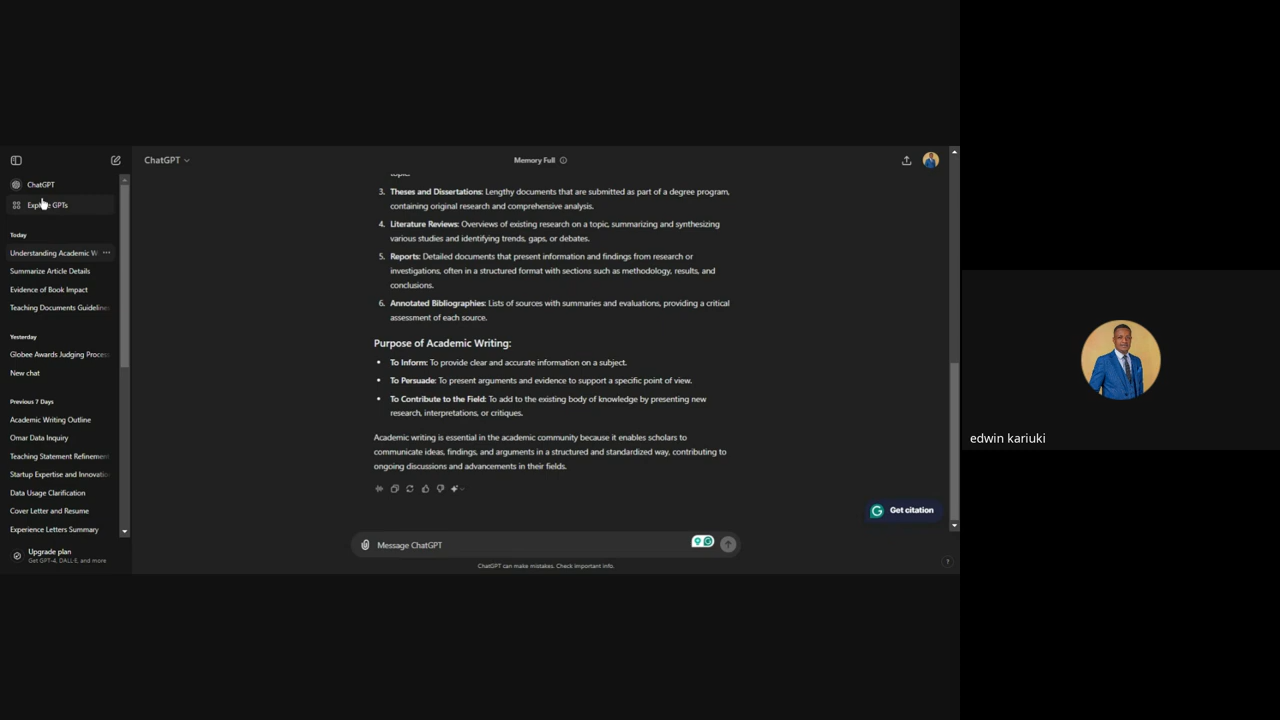 ChatGPT
Memory Full
ChatGPT
Explore GPTs
Today
Understanding Academic W
Summarize Article Details
Evidence of Book Impact
Teaching Documents Guideline
Yesterday
Globee Awards Judging Proces
New chat
Previous 7 Days
Academic Writing Outline
Omar Data Inquiry
Teaching Statement Refinemen
Startup Expertise and Innovatio
Data Usage Clarification
Cover Letter and Resume
Experience Letters Summary
Upgrade plan
Get GPT-4, DALL·E, and more
3. Theses and Dissertations: Lengthy documents that are submitted as part of a degree program,
containing original research and comprehensive analysis.
4. Literature Reviews: Overviews of existing research on a topic, summarizing and synthesizing
various studies and identifying trends, gaps, or debates.
5. Reports: Detailed documents that present information and findings from research or
investigations, often in a structured format with sections such as methodology, results, and
conclusions.
6. Annotated Bibliographies: Lists of sources with summaries and evaluations, providing a critical
assessment of each source.
Purpose of Academic Writing:
• To Inform: To provide clear and accurate information on a subject.
• To Persuade: To present arguments and evidence to support a specific point of view.
• To Contribute to the Field: To add to the existing body of knowledge by presenting new
research, interpretations, or critiques.
Academic writing is essential in the academic community because it enables scholars to
communicate ideas, findings, and arguments in a structured and standardized way, contributing to
ongoing discussions and advancements in their fields.
Get citation
Message ChatGPT
ChatGPT can make mistakes. Check important info.
?
edwin kariuki